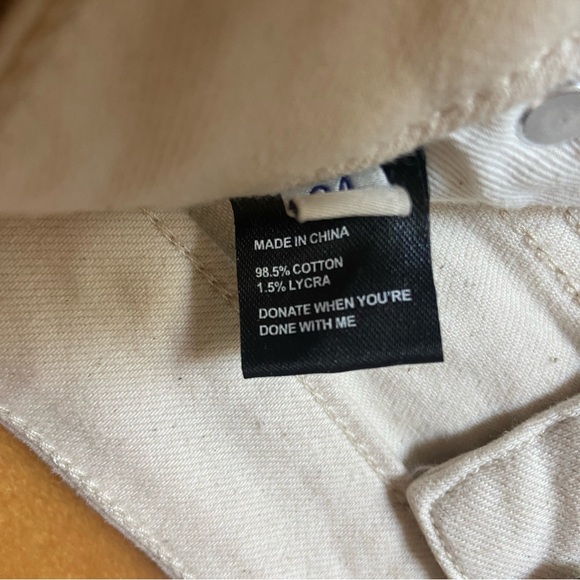 MADE IN CHINA
98.5% COTTON
1.5% LYCRA
DONATE WHEN YOU'RE
DONE WITH ME